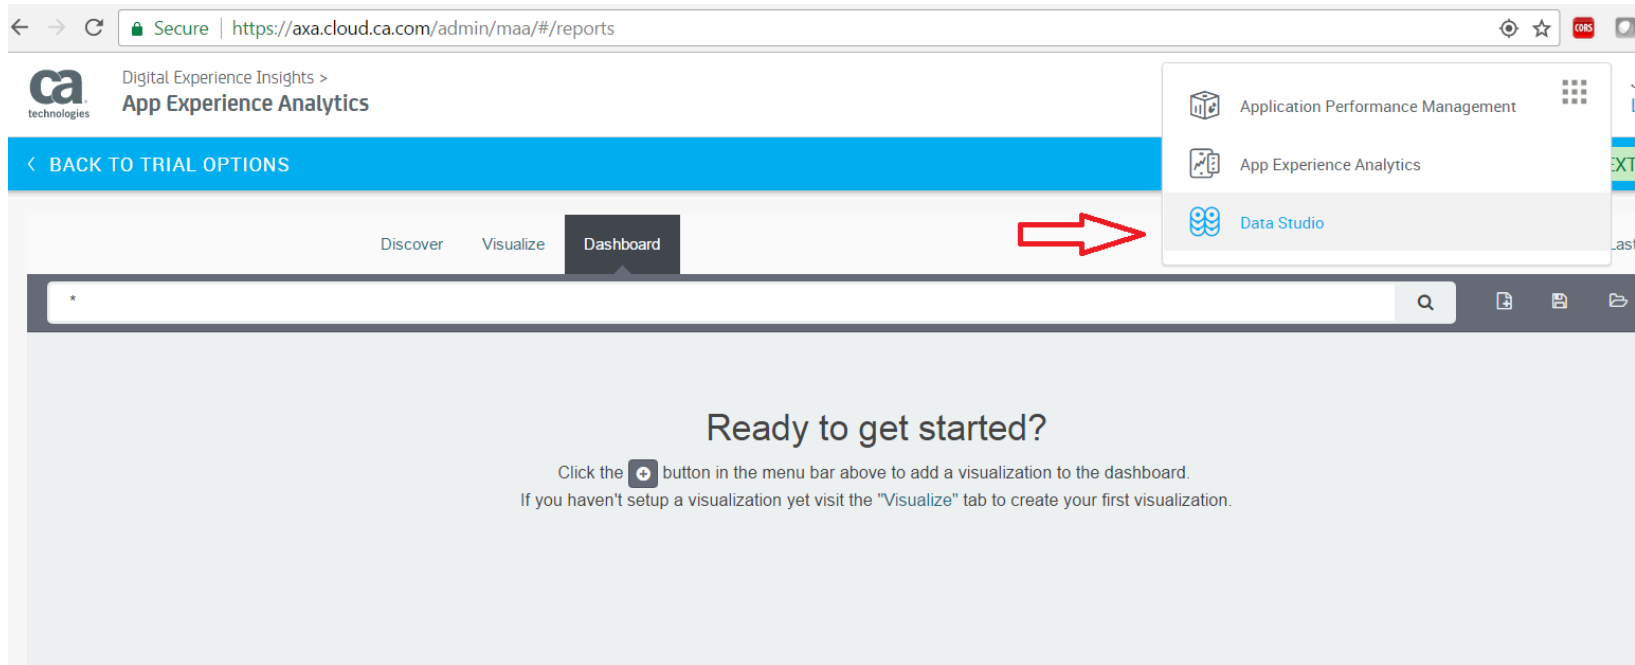 Secure | https://axa.cloud.ca.com/admin/maa/#/reports
CORS
ca
technologies
Digital Experience Insights >
App Experience Analytics
Application Performance Management
App Experience Analytics
Data Studio
< BACK TO TRIAL OPTIONS
EXT
Discover Visualize Dashboard
Last
*
Ready to get started?
Click the button in the menu bar above to add a visualization to the dashboard.
If you haven't setup a visualization yet visit the "Visualize" tab to create your first visualization.